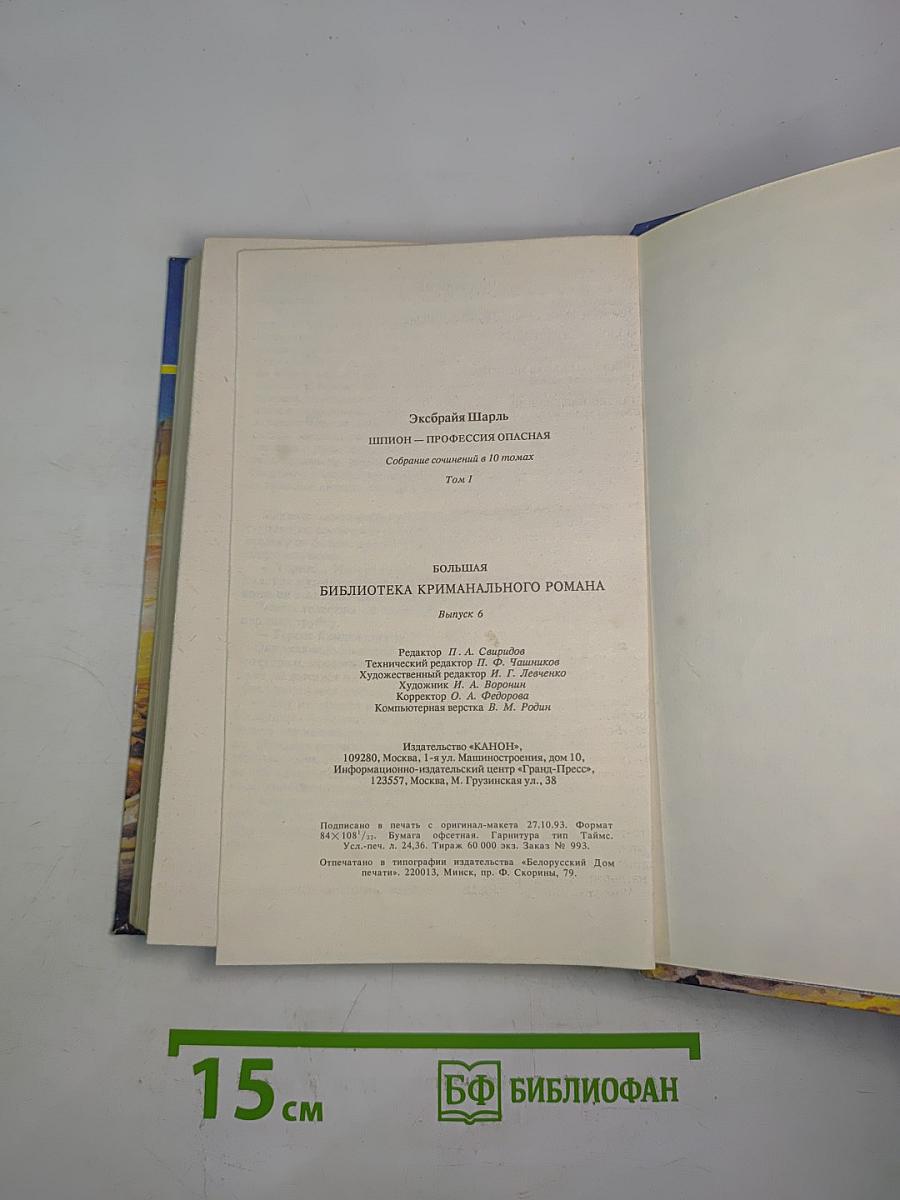 Эксбрайя Шарль
ШПИОН — ПРОФЕССИЯ ОПАСНАЯ
Собрание сочинений в 10 томах
Том I
БОЛЬШАЯ
БИБЛИОТЕКА КРИМАНАЛЬНОГО РОМАНА
Выпуск 6
Редактор П. А. Свиридов
Технический редактор П. Ф. Чашников
Художественный редактор И. Г. Левченко
Художник И. А. Воронин
Корректор О. А. Федорова
Компьютерная верстка В. М. Родин
Издательство «КАНОН»,
109280, Москва, 1-я ул. Машиностроения, дом 10,
Информационно-издательский центр «Гранд-Пресс»,
123557, Москва, М. Грузинская ул., 38
Подписано в печать с оригинал-макета 27.10.93. Формат
84×108¹/₃₂. Бумага офсетная. Гарнитура тип Таймс.
Усл.-печ. л. 24,36. Тираж 60 000 экз. Заказ № 993.
Отпечатано в типографии издательства «Белорусский Дом
печати». 220013, Минск, пр. Ф. Скорины, 79.
15 см
БФ БИБЛИОФАН